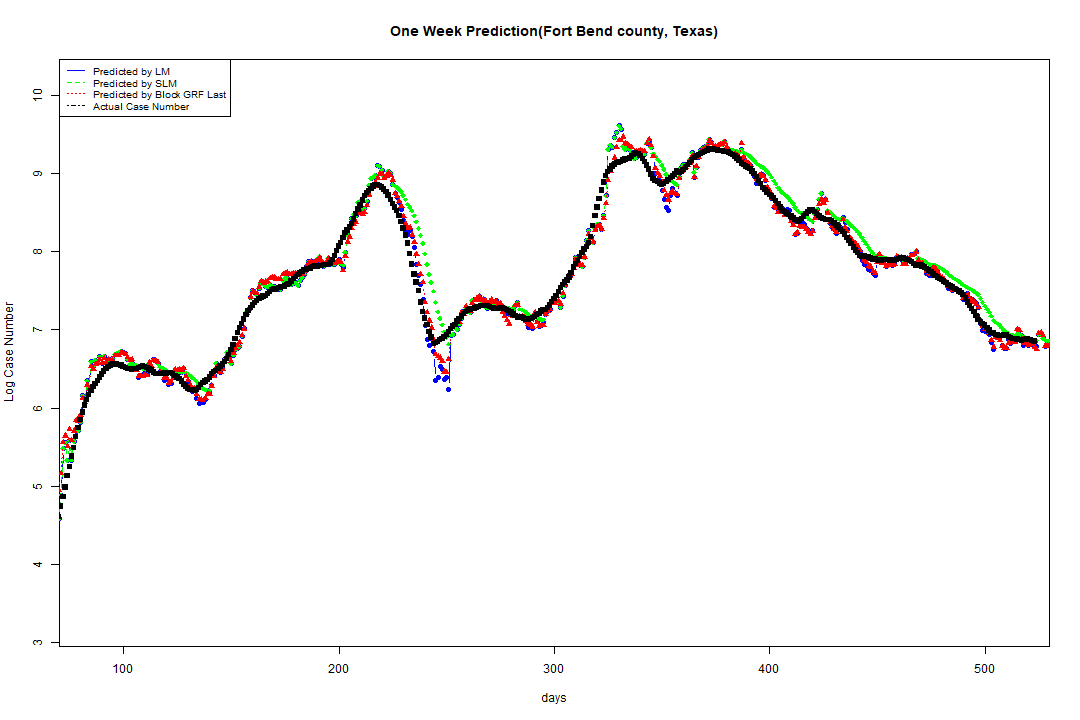 One Week Prediction(Fort Bend county, Texas)
Predicted by LM
Predicted by SLM
Predicted by Block GRF Last
Actual Case Number
10
9
8
7
6
5
4
3
Log Case Number
100 200 300 400 500
days